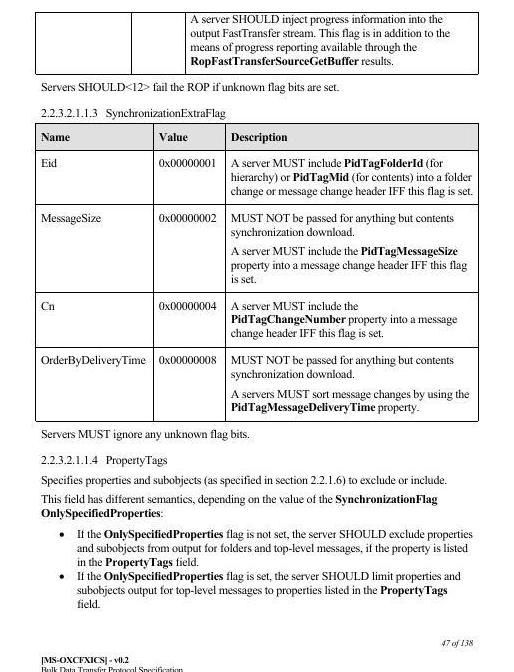 A server SHOULD inject progress information into the
output FastTransfer stream. This flag is in addition to the
means of progress reporting available through the
RopFastTransferSourceGetBuffer results.
Servers SHOULD<12> fail the ROP if unknown flag bits are set.
2.2.3.2.1.1.3 SynchronizationExtraFlag
Name Value Description
Eid 0x00000001 A server MUST include PidTagFolderId (for
hierarchy) or PidTagMid (for contents) into a folder
change or message change header IFF this flag is set.
MessageSize 0x00000002 MUST NOT be passed for anything but contents
synchronization download.
A server MUST include the PidTagMessageSize
property into a message change header IFF this flag
is set.
Cn 0x00000004 A server MUST include the
PidTagChangeNumber property into a message
change header IFF this flag is set.
OrderByDeliveryTime 0x00000008 MUST NOT be passed for anything but contents
synchronization download.
A servers MUST sort message changes by using the
PidTagMessageDeliveryTime property.
Servers MUST ignore any unknown flag bits.
2.2.3.2.1.1.4 PropertyTags
Specifies properties and subobjects (as specified in section 2.2.1.6) to exclude or include.
This field has different semantics, depending on the value of the SynchronizationFlag
OnlySpecifiedProperties:
• If the OnlySpecifiedProperties flag is not set, the server SHOULD exclude properties
and subobjects from output for folders and top-level messages, if the property is listed
in the PropertyTags field.
• If the OnlySpecifiedProperties flag is set, the server SHOULD limit properties and
subobjects output for top-level messages to properties listed in the PropertyTags
field.
47 of 138
[MS-OXCFXICS] - v0.2
Bulk Data Transfer Protocol Specification